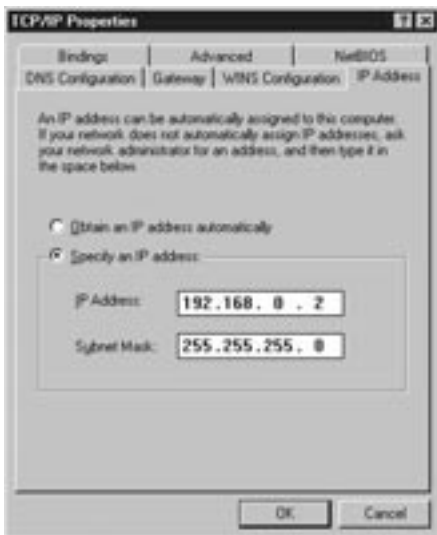 TCP/IP Properties
Bindings Advanced NetBIOS
DNS Configuration Gateway WINS Configuration IP Address
An IP address can be automatically assigned to this computer.
If your network does not automatically assign IP addresses, ask
your network administrator for an address, and then type it in
the space below.
Obtain an IP address automatically
Specify an IP address:
IP Address: 192.168. 0 . 2
Subnet Mask: 255.255.255. 0
OK Cancel